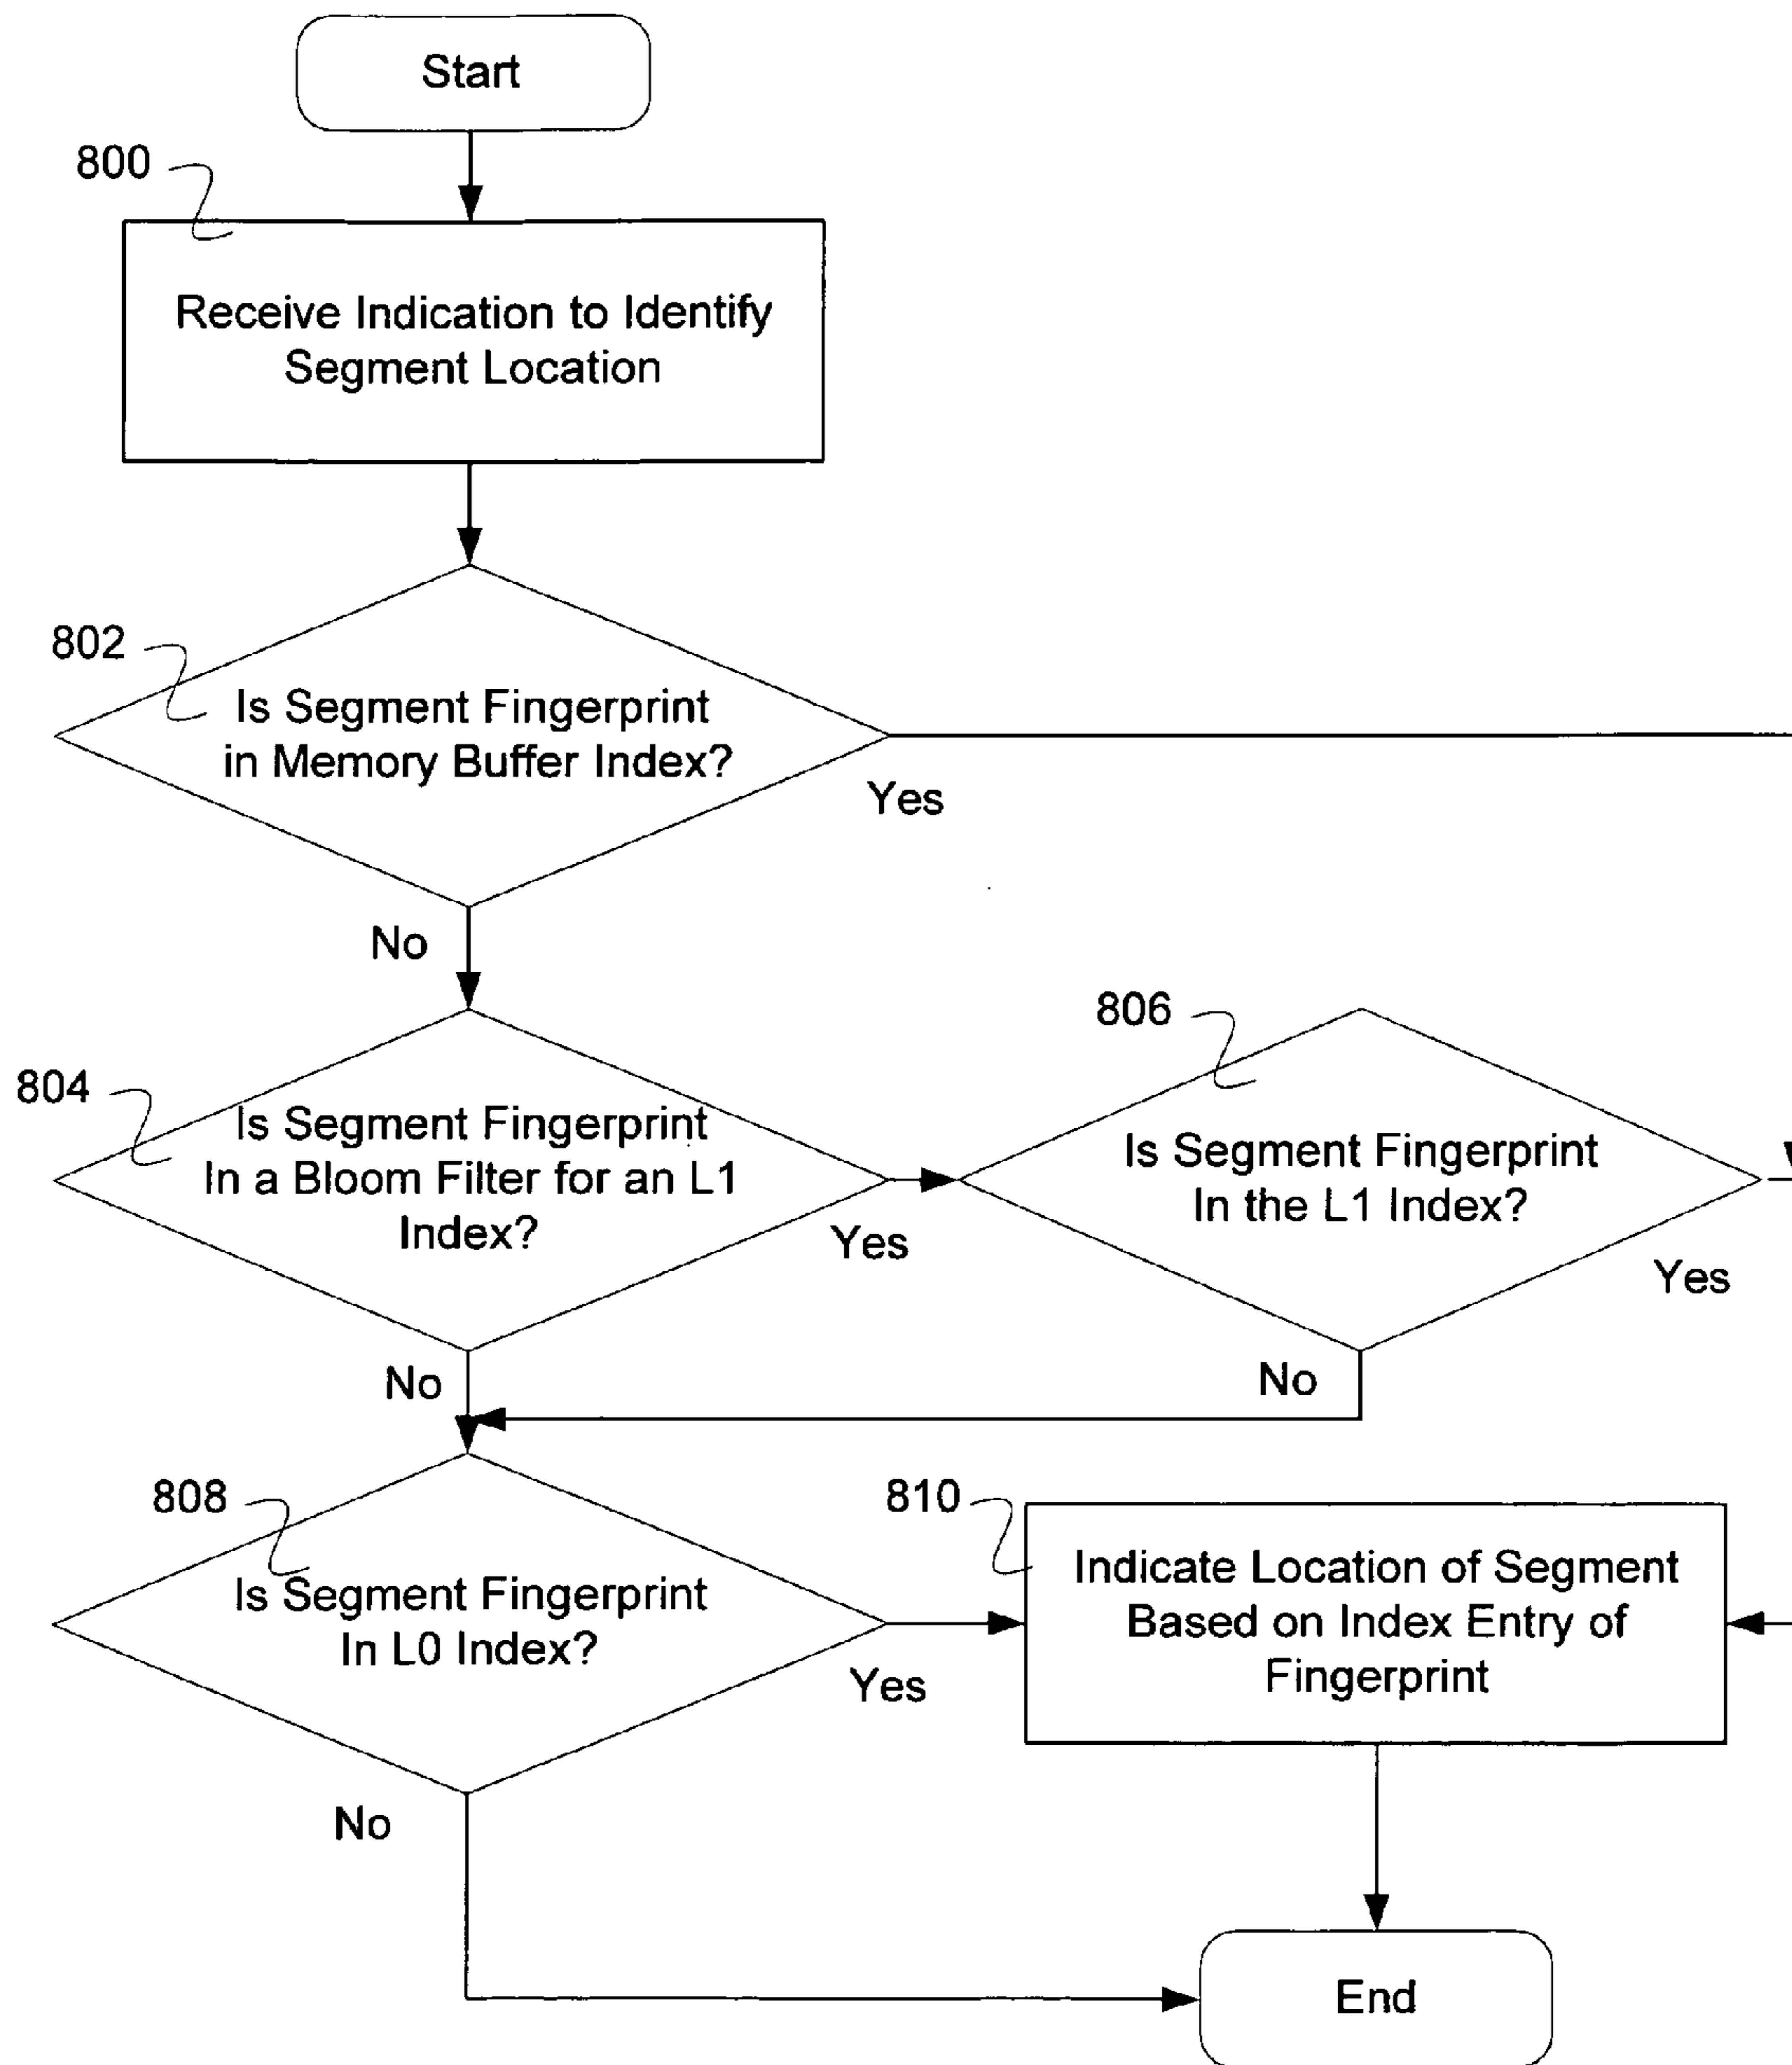 Start
800
Receive Indication to Identify
Segment Location
802
Is Segment Fingerprint
in Memory Buffer Index?
Yes
No
804
Is Segment Fingerprint
In a Bloom Filter for an L1
Index?
Yes
806
Is Segment Fingerprint
In the L1 Index?
Yes
No
No
808
Is Segment Fingerprint
In L0 Index?
Yes
810
Indicate Location of Segment
Based on Index Entry of
Fingerprint
No
End